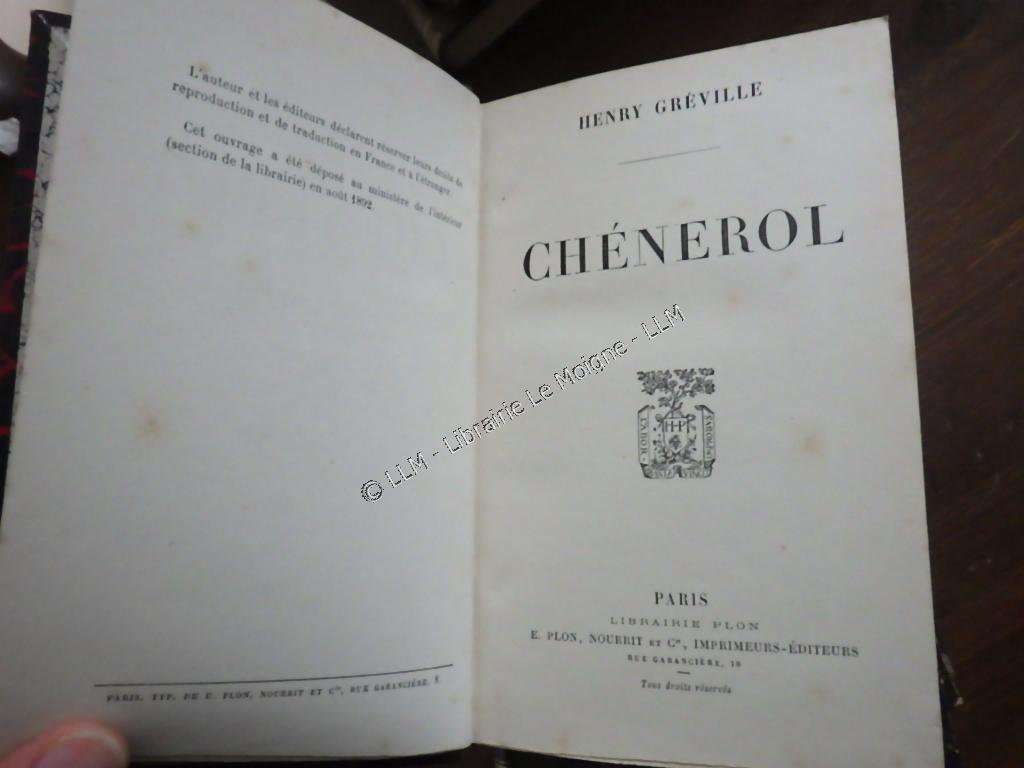 L'auteur et les éditeurs déclarent réserver leurs droits de
reproduction et de traduction en France et à l'étranger.
Cet ouvrage a été déposé au ministère de l'intérieur
(section de la librairie) en août 1892.
PARIS. TYP. DE E. PLON, NOURRIT ET Cie, RUE GARANCIÈRE, 8.
HENRY GRÉVILLE
CHÉNEROL
LABOR
PARIS
LIBRAIRIE PLON
E. PLON, NOURRIT ET Cie, IMPRIMEURS-ÉDITEURS
RUE GARANCIÈRE, 10
Tous droits réservés
© LLM - Librairie Le Moigne - LLM